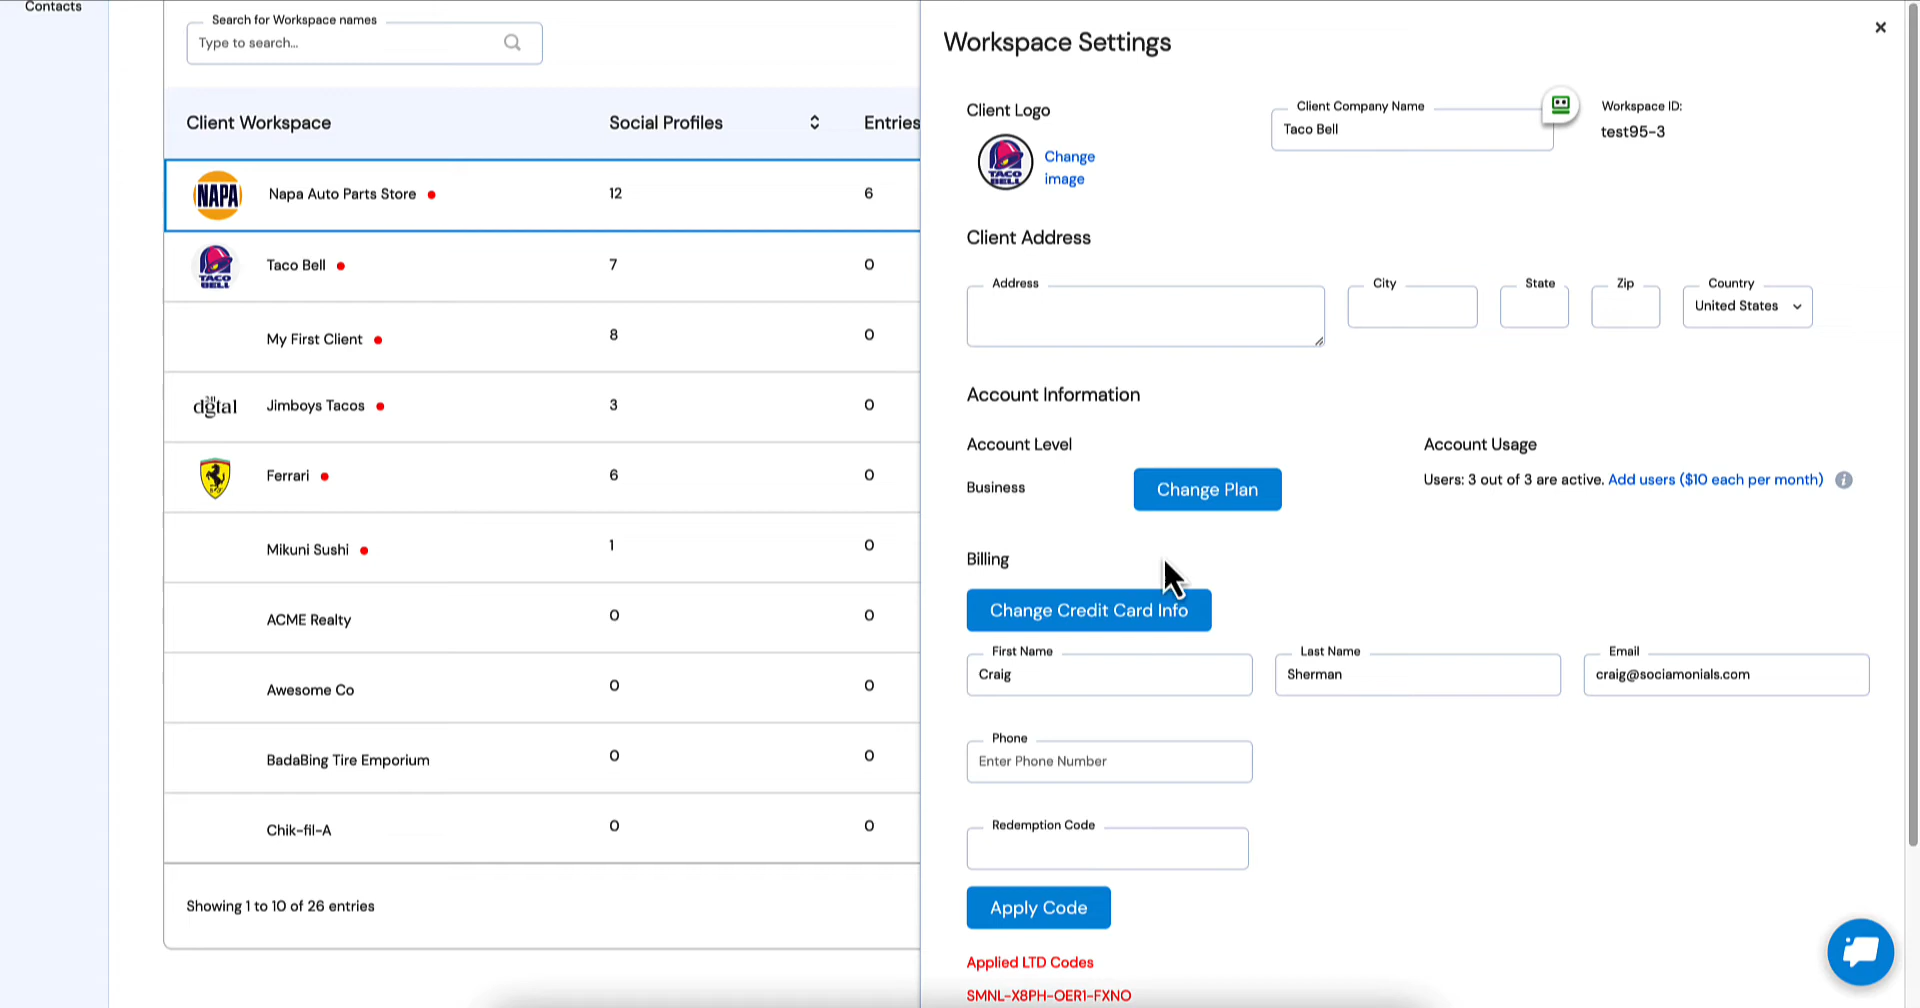 Contacts
Search for Workspace names
Type to search...
Client Workspace Social Profiles Entries
NAPA Napa Auto Parts Store 12 6
TACO BELL Taco Bell 7 0
My First Client 8 0
dgtal Jimboys Tacos 3 0
Ferrari 6 0
Mikuni Sushi 1 0
ACME Realty 0 0
Awesome Co 0 0
BadaBing Tire Emporium 0 0
Chik-fil-A 0 0
Showing 1 to 10 of 26 entries
Workspace Settings
×
Client Logo
TACO BELL
Change image
Client Company Name
Taco Bell
Workspace ID:
test95-3
Client Address
Address City State Zip Country
United States
Account Information
Account Level
Business
Change Plan
Account Usage
Users: 3 out of 3 are active. Add users ($10 each per month) i
Billing
Change Credit Card Info
First Name Last Name Email
Craig Sherman craig@sociamonials.com
Phone
Enter Phone Number
Redemption Code
Apply Code
Applied LTD Codes
SMNL-X8PH-OER1-FXNO